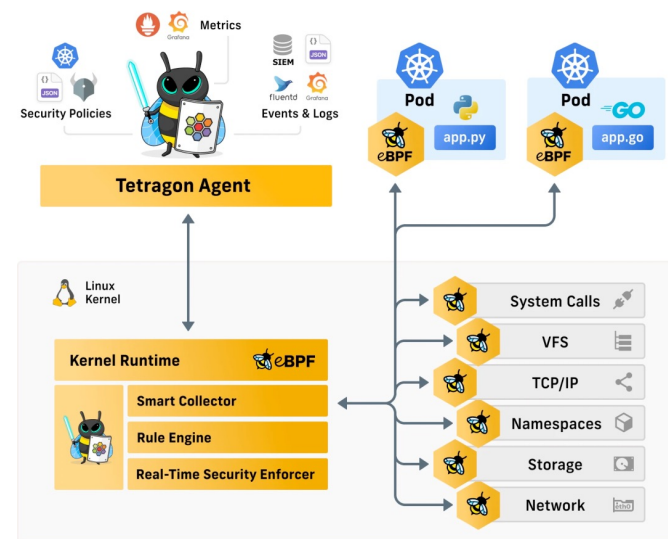 Metrics
Grafana
SIEM
{}
JSON
fluentd
Grafana
{}
JSON
Security Policies
Events & Logs
Tetragon Agent
Pod
eBPF
app.py
Pod
GO
eBPF
app.go
Linux
Kernel
Kernel Runtime
eBPF
Smart Collector
Rule Engine
Real-Time Security Enforcer
System Calls
VFS
TCP/IP
Namespaces
Storage
Network
eth0